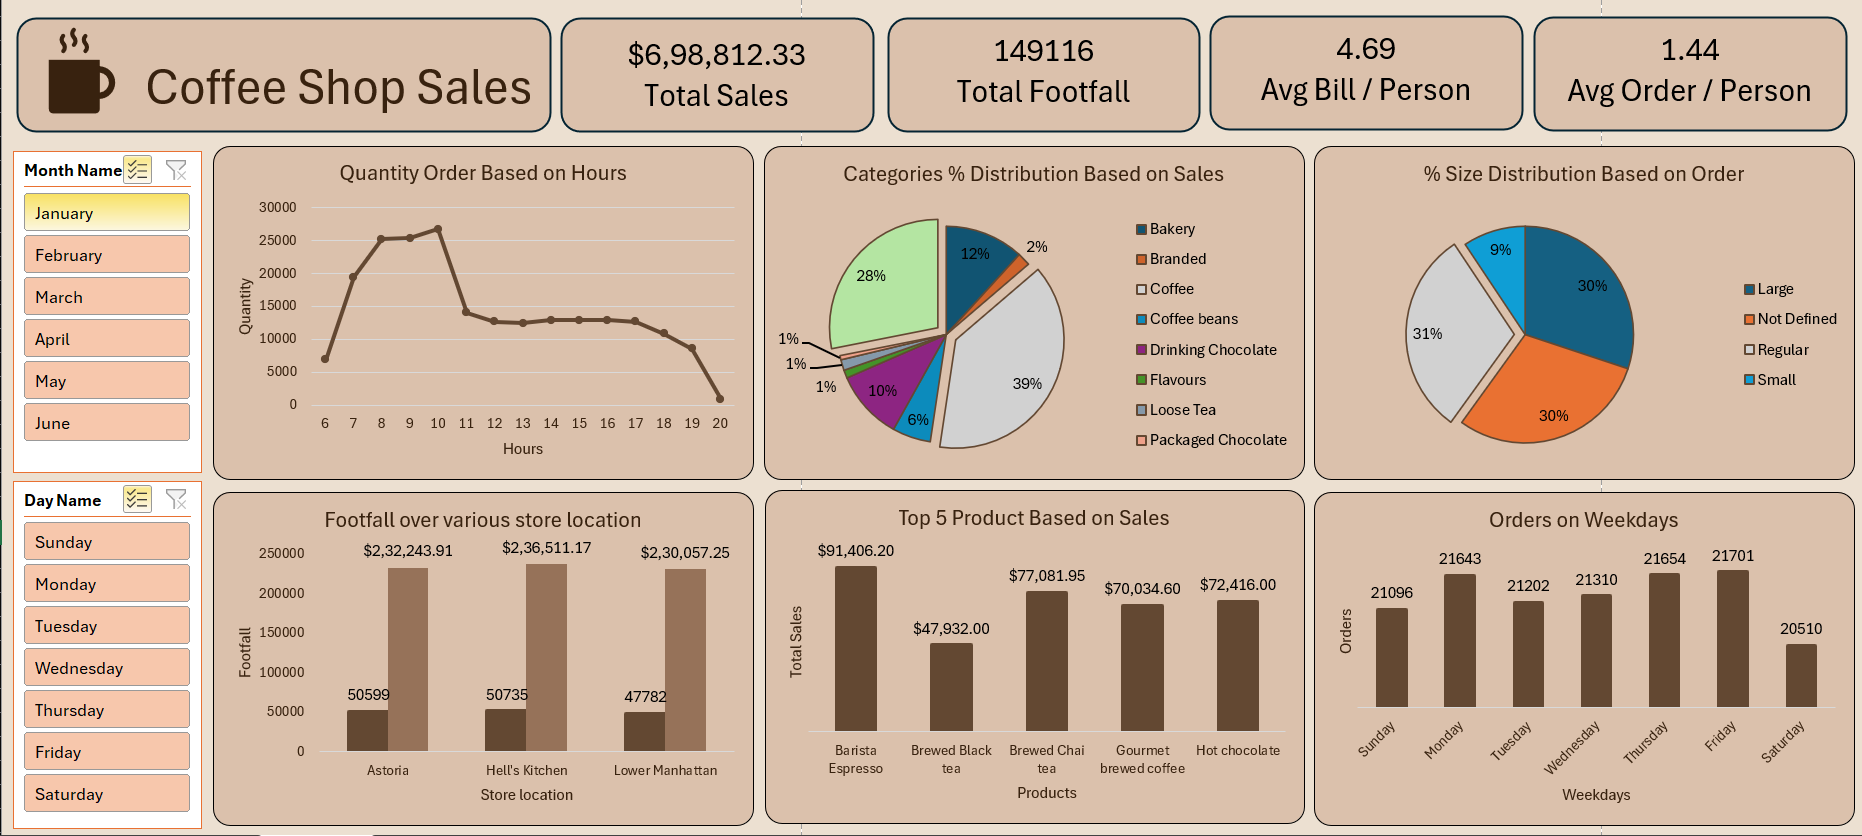 Coffee Shop Sales
$6,98,812.33
Total Sales
149116
Total Footfall
4.69
Avg Bill / Person
1.44
Avg Order / Person
Month Name
January
February
March
April
May
June
Day Name
Sunday
Monday
Tuesday
Wednesday
Thursday
Friday
Saturday
Quantity Order Based on Hours
30000
25000
20000
15000
10000
5000
0
Quantity
6 7 8 9 10 11 12 13 14 15 16 17 18 19 20
Hours
Categories % Distribution Based on Sales
12%
2%
28%
39%
1%
1%
1%
10%
6%
Bakery
Branded
Coffee
Coffee beans
Drinking Chocolate
Flavours
Loose Tea
Packaged Chocolate
% Size Distribution Based on Order
9%
30%
31%
30%
Large
Not Defined
Regular
Small
Footfall over various store location
250000
200000
150000
100000
50000
0
Footfall
$2,32,243.91
$2,36,511.17
$2,30,057.25
50599
50735
47782
Astoria
Hell's Kitchen
Lower Manhattan
Store location
Top 5 Product Based on Sales
Total Sales
$91,406.20
$47,932.00
$77,081.95
$70,034.60
$72,416.00
Barista
Espresso
Brewed Black
tea
Brewed Chai
tea
Gourmet
brewed coffee
Hot chocolate
Products
Orders on Weekdays
Orders
21096
21643
21202
21310
21654
21701
20510
Sunday
Monday
Tuesday
Wednesday
Thursday
Friday
Saturday
Weekdays